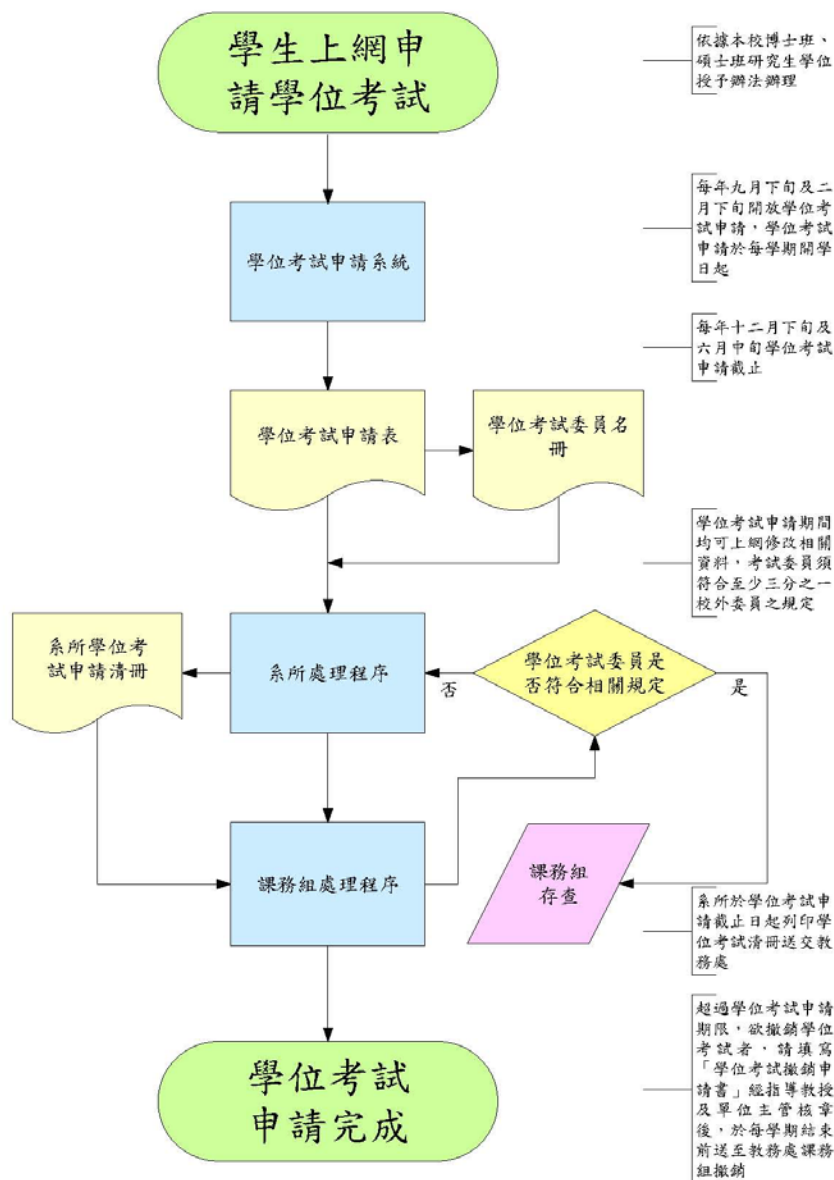 學生上網申
請學位考試
依據本校博士班、
碩士班研究生學位
授予辦法辦理
學位考試申請系統
每年九月下旬及二
月下旬開放學位考
試申請，學位考試
申請於每學期開學
日起
每年十二月下旬及
六月中旬學位考試
申請截止
學位考試申請表
學位考試委員名
冊
學位考試申請期間
均可上網修改相關
資料，考試委員須
符合至少三分之一
校外委員之規定
系所學位考
試申請清冊
系所處理程序
學位考試委員是
否符合相關規定
否
是
課務組處理程序
課務組
存查
系所於學位考試申
請截止日起列印學
位考試清冊送交教
務處
學位考試
申請完成
超過學位考試申請
期限，欲撤銷學位
考試者，請填寫
「學位考試撤銷申
請書」經指導教授
及單位主管核章
後，於每學期結束
前送至教務處課務
組撤銷